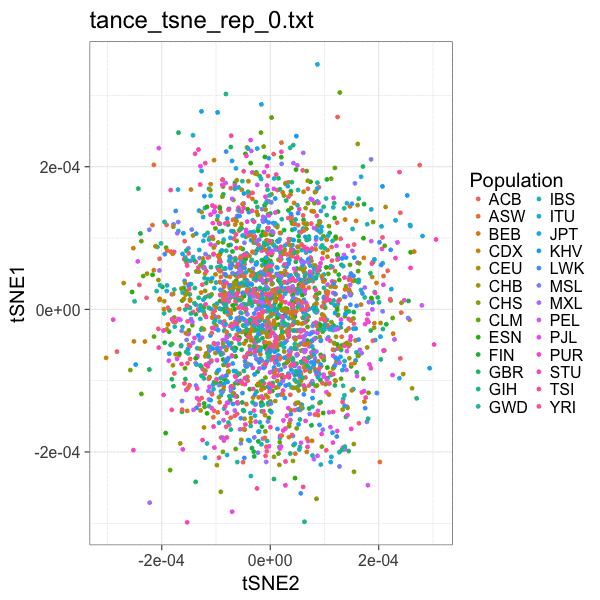 tance_tsne_rep_0.txt
tSNE1
2e-04
0e+00
-2e-04
-2e-04 0e+00 2e-04
tSNE2
Population
ACB IBS
ASW ITU
BEB JPT
CDX KHV
CEU LWK
CHB MSL
CHS MXL
CLM PEL
ESN PJL
FIN PUR
GBR STU
GIH TSI
GWD YRI